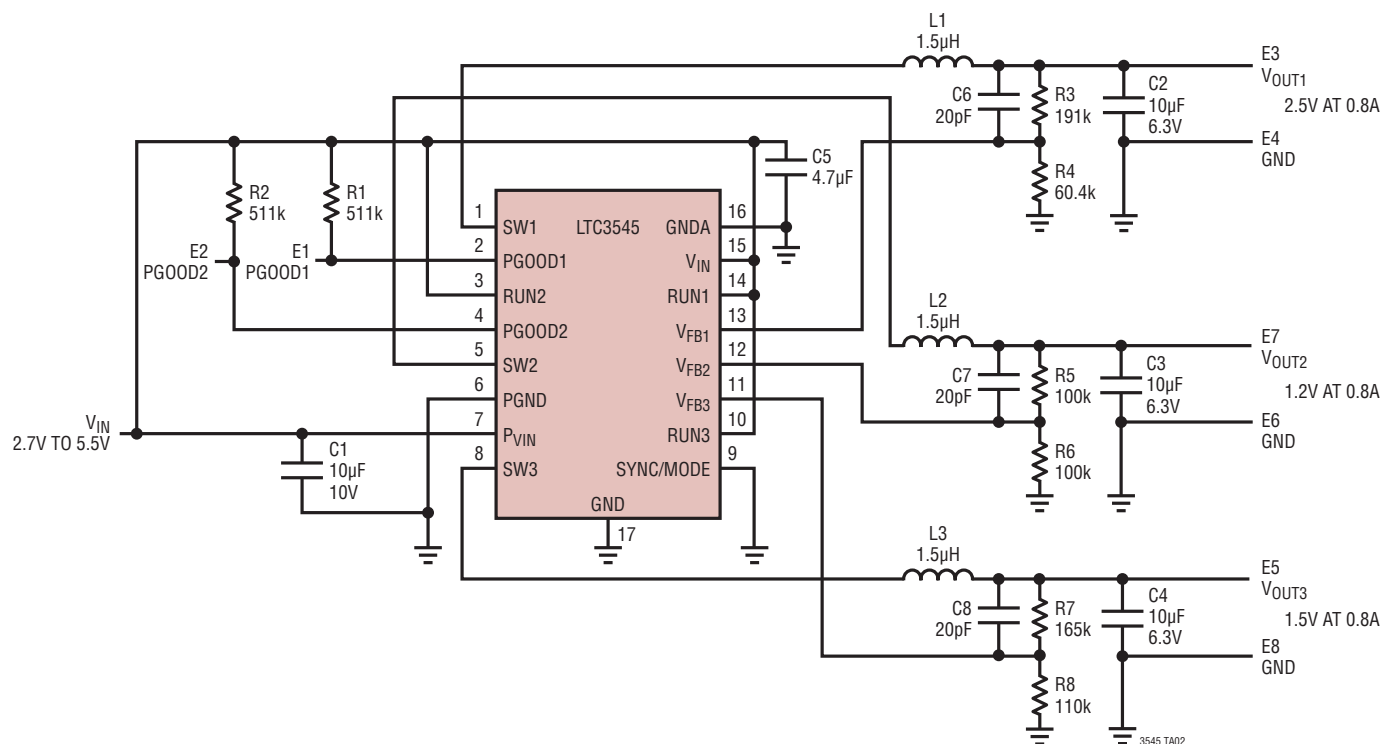 L1
1.5µH
E3
VOUT1
2.5V AT 0.8A
C6
20pF
R3
191k
C2
10µF
6.3V
E4
GND
R4
60.4k
C5
4.7µF
R2
511k
R1
511k
E2
PGOOD2
E1
PGOOD1
LTC3545
1
SW1
2
PGOOD1
3
RUN2
4
PGOOD2
5
SW2
6
PGND
7
PVIN
8
SW3
16
GNDA
15
VIN
14
RUN1
13
VFB1
12
VFB2
11
VFB3
10
RUN3
9
SYNC/MODE
GND
17
VIN
2.7V TO 5.5V
C1
10µF
10V
L2
1.5µH
E7
VOUT2
1.2V AT 0.8A
C7
20pF
R5
100k
C3
10µF
6.3V
E6
GND
R6
100k
L3
1.5µH
E5
VOUT3
1.5V AT 0.8A
C8
20pF
R7
165k
C4
10µF
6.3V
E8
GND
R8
110k
3545 TA02